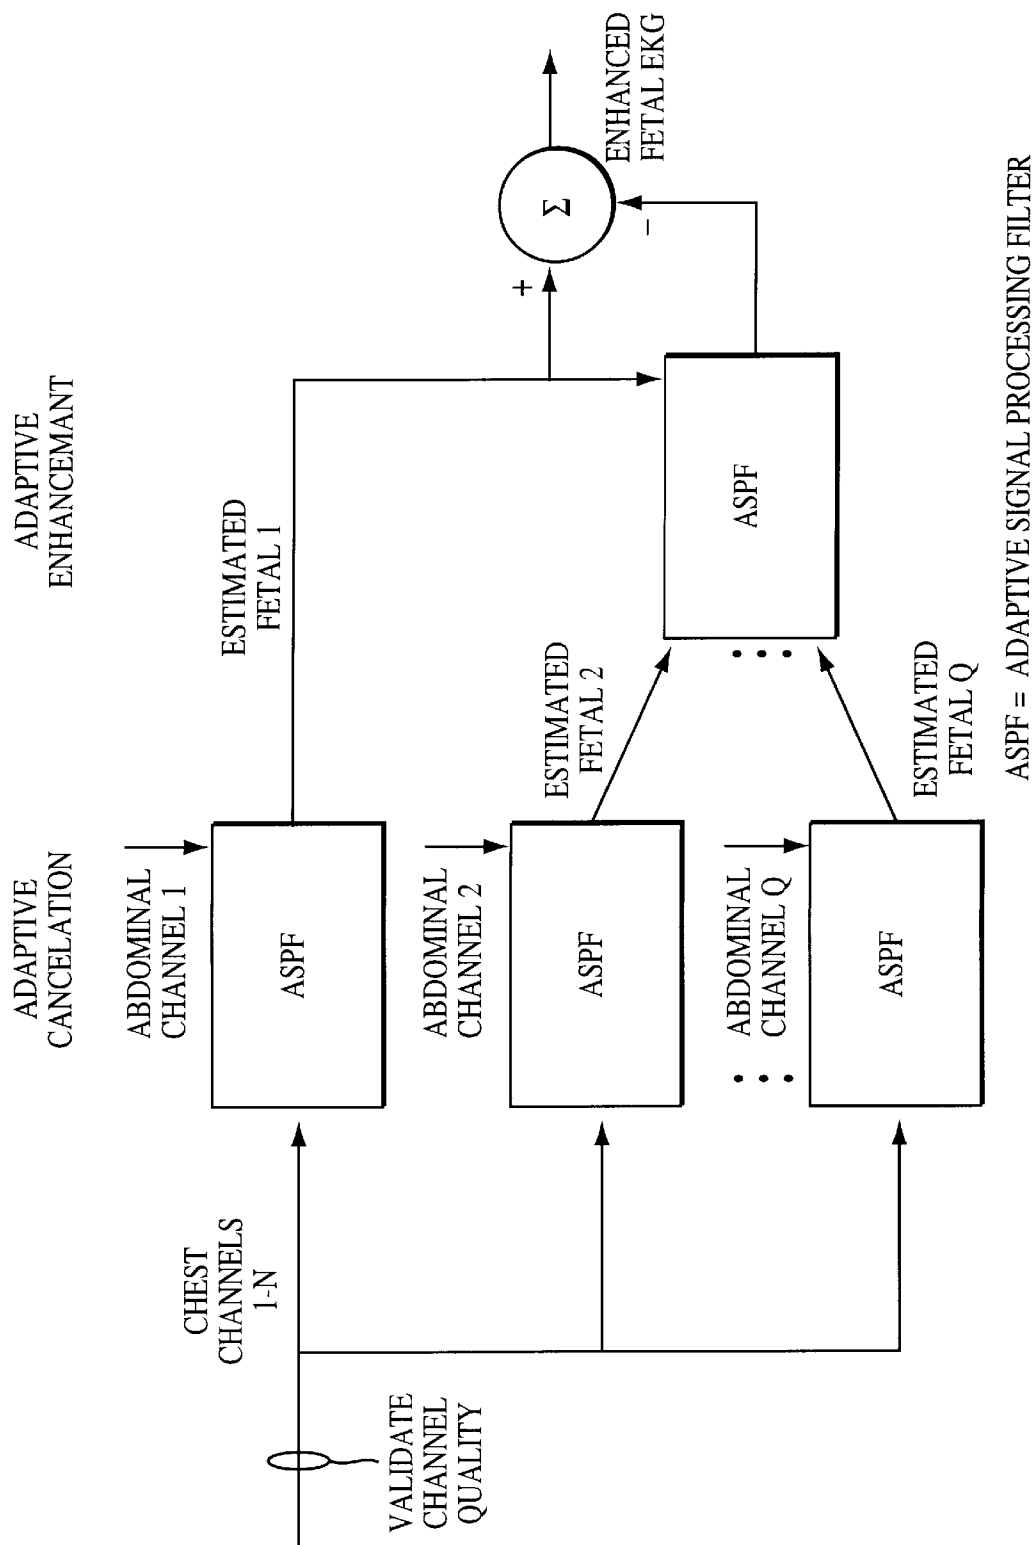 ADAPTIVE
CANCELATION
ADAPTIVE
ENHANCEMANT
CHEST
CHANNELS
1-N
VALIDATE
CHANNEL
QUALITY
ABDOMINAL
CHANNEL 1
ASPF
ESTIMATED
FETAL 1
ABDOMINAL
CHANNEL 2
ASPF
ESTIMATED
FETAL 2
ABDOMINAL
CHANNEL Q
ASPF
ESTIMATED
FETAL Q
ASPF
+
−
Σ
ENHANCED
FETAL EKG
ASPF = ADAPTIVE SIGNAL PROCESSING FILTER